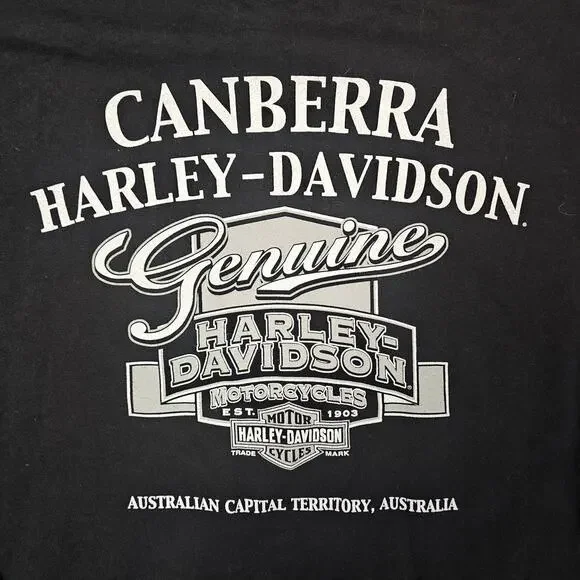 CANBERRA
HARLEY-DAVIDSON.
Genuine
HARLEY-
DAVIDSON®
MOTORCYCLES
EST. 1903
MOTOR
HARLEY-DAVIDSON
CYCLES
TRADE MARK
AUSTRALIAN CAPITAL TERRITORY, AUSTRALIA